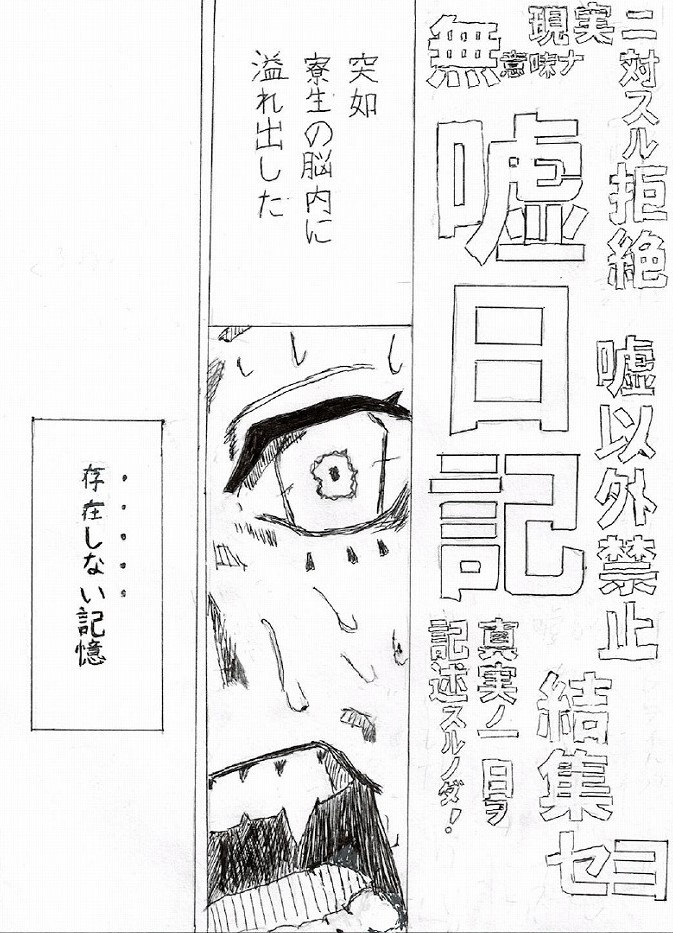 無意味ナ
現実ニ
対スル拒絶
嘘以外禁止
結集セヨ
嘘日記
真実ノ一日ヲ
記述スルノダ!
突如
寮生の脳内に
溢れ出した
存在しない記憶